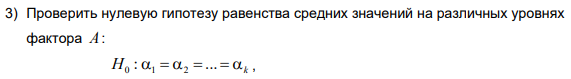 3) Проверить нулевую гипотезу равенства средних значений на различных уровнях
фактора A:
H₀ : α₁ = α₂ = ... = αₖ ,